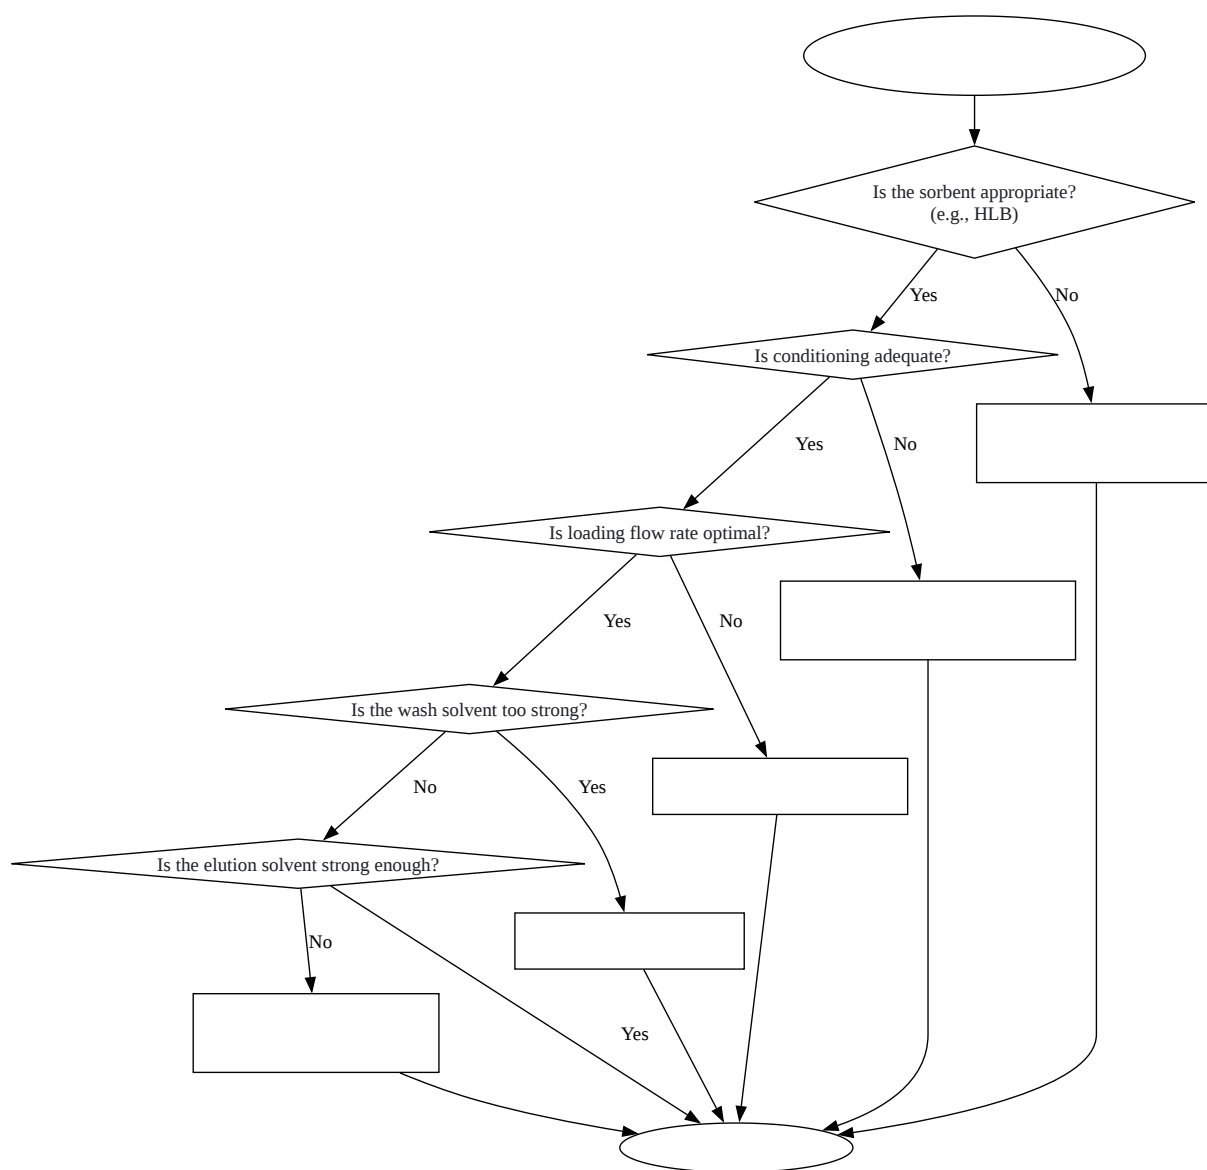 Is the sorbent appropriate?
(e.g., HLB)
Yes
No
Is conditioning adequate?
Yes
No
Is loading flow rate optimal?
Yes
No
Is the wash solvent too strong?
No
Yes
Is the elution solvent strong enough?
No
Yes